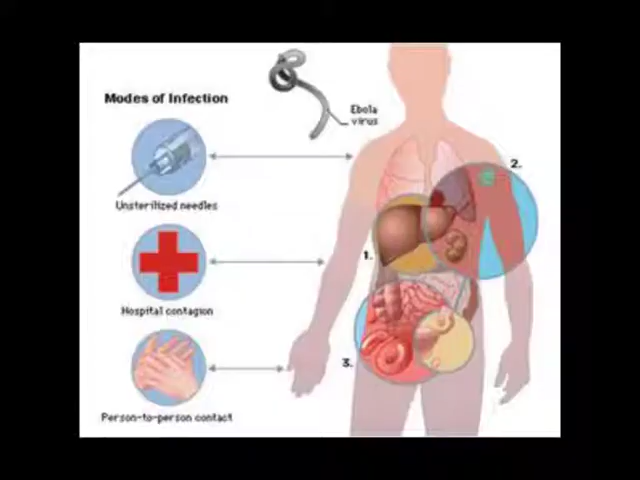 Modes of Infection
Ebola
virus
Unsterilized needles
Hospital contagion
Person-to-person contact
1.
2.
3.